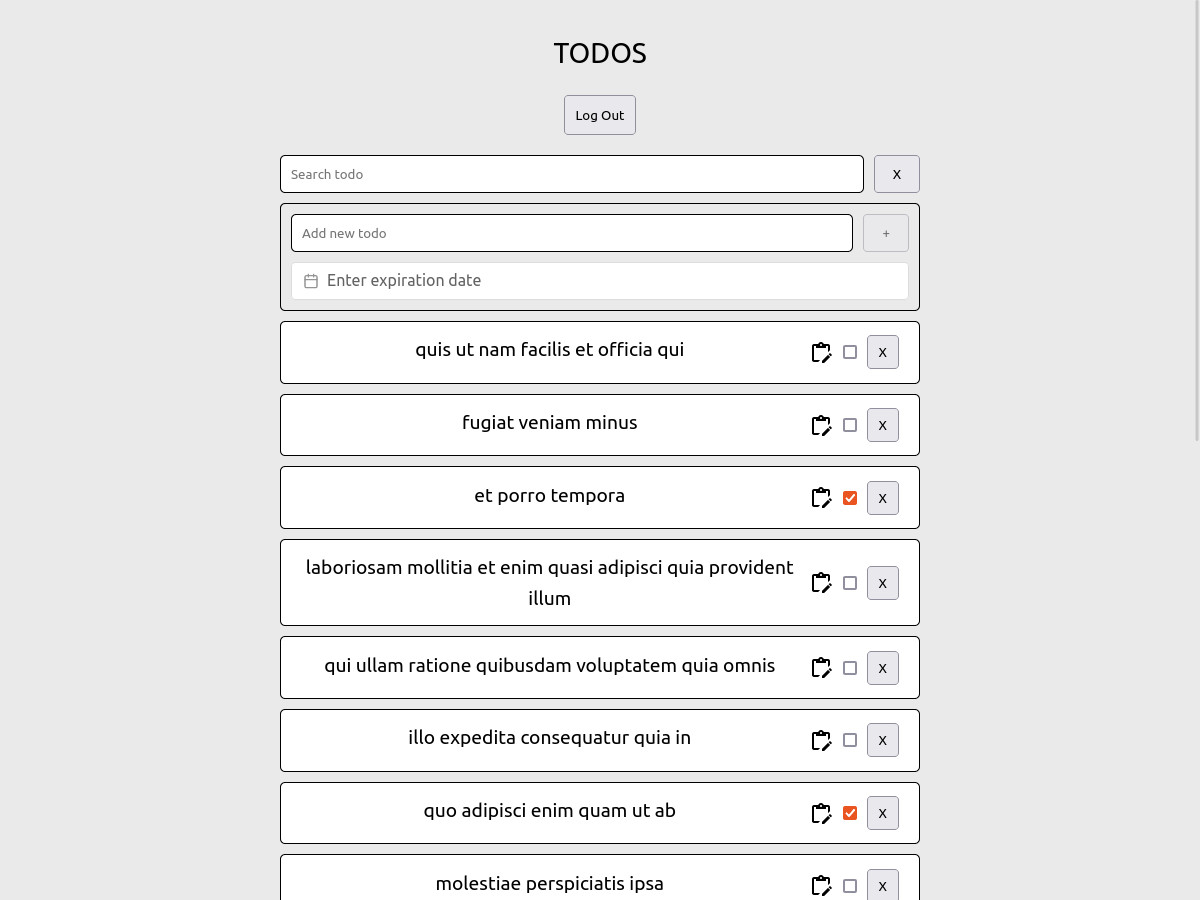 TODOS
Log Out
Search todo X
Add new todo +
Enter expiration date
quis ut nam facilis et officia qui X
fugiat veniam minus X
et porro tempora X
laboriosam mollitia et enim quasi adipisci quia provident
illum X
qui ullam ratione quibusdam voluptatem quia omnis X
illo expedita consequatur quia in X
quo adipisci enim quam ut ab X
molestiae perspiciatis ipsa X